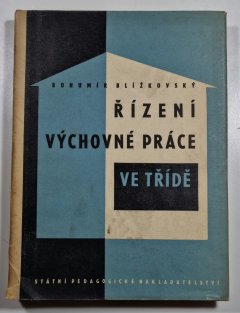 BOHUMÍR BLÍŽKOVSKÝ
ŘÍZENÍ
VÝCHOVNÉ PRÁCE
VE TŘÍDĚ
STÁTNÍ PEDAGOGICKÉ NAKLADATELSTVÍ